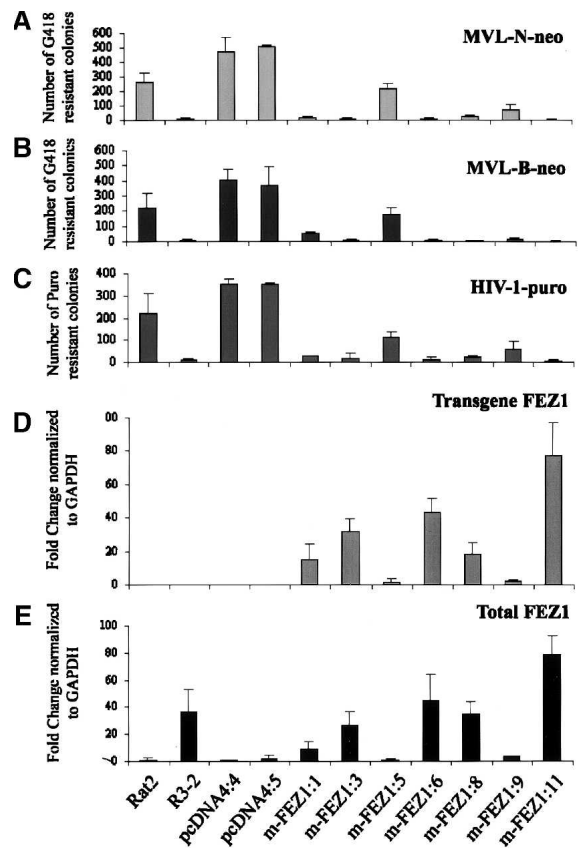 A
MVL-N-neo
Number of G418
resistant colonies
600
500
400
300
200
100
0
B
MVL-B-neo
Number of G418
resistant colonies
600
500
400
300
200
100
0
C
HIV-1-puro
Number of Puro
resistant colonies
400
300
200
100
0
D
Transgene FEZ1
Fold Change normalized
to GAPDH
00
80
60
40
20
0
E
Total FEZ1
Fold Change normalized
to GAPDH
100
80
60
40
20
0
Rat2
R3-2
pcDNA4:4
pcDNA4:5
m-FEZ1:1
m-FEZ1:3
m-FEZ1:5
m-FEZ1:6
m-FEZ1:8
m-FEZ1:9
m-FEZ1:11